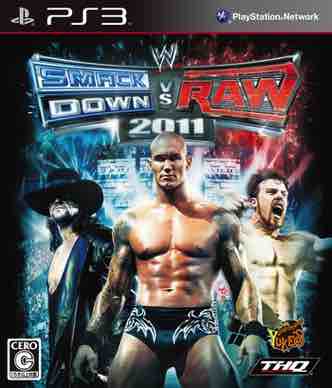 PS3
PlayStation®Network
W
SMACK
DOWN
VS
RAW
2011
CERO
C
YUKE'S
THQ